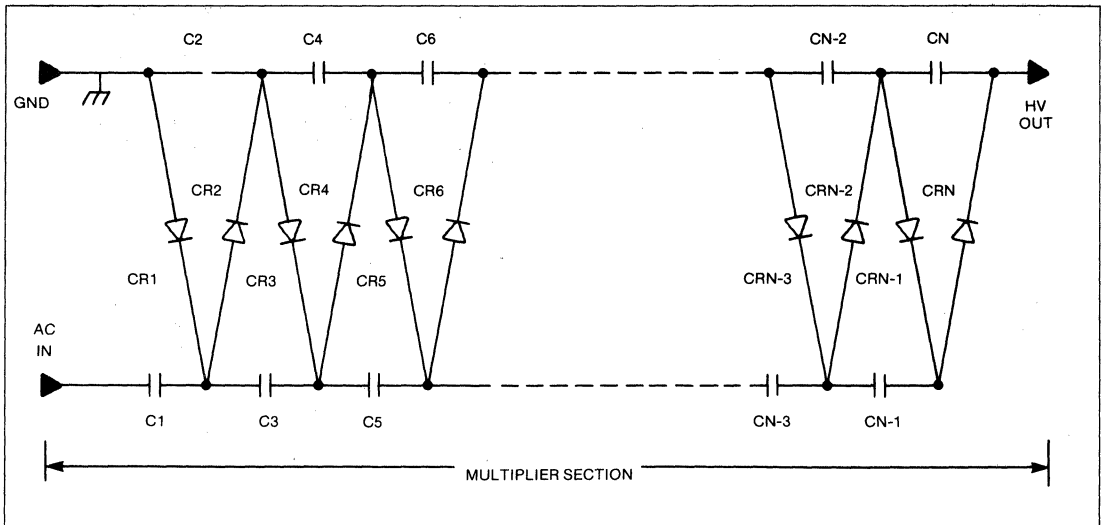 C2 C4 C6 CN-2 CN
GND
HV
OUT
CR2 CR4 CR6 CRN-2 CRN
CR1 CR3 CR5 CRN-3 CRN-1
AC
IN
C1 C3 C5 CN-3 CN-1
MULTIPLIER SECTION